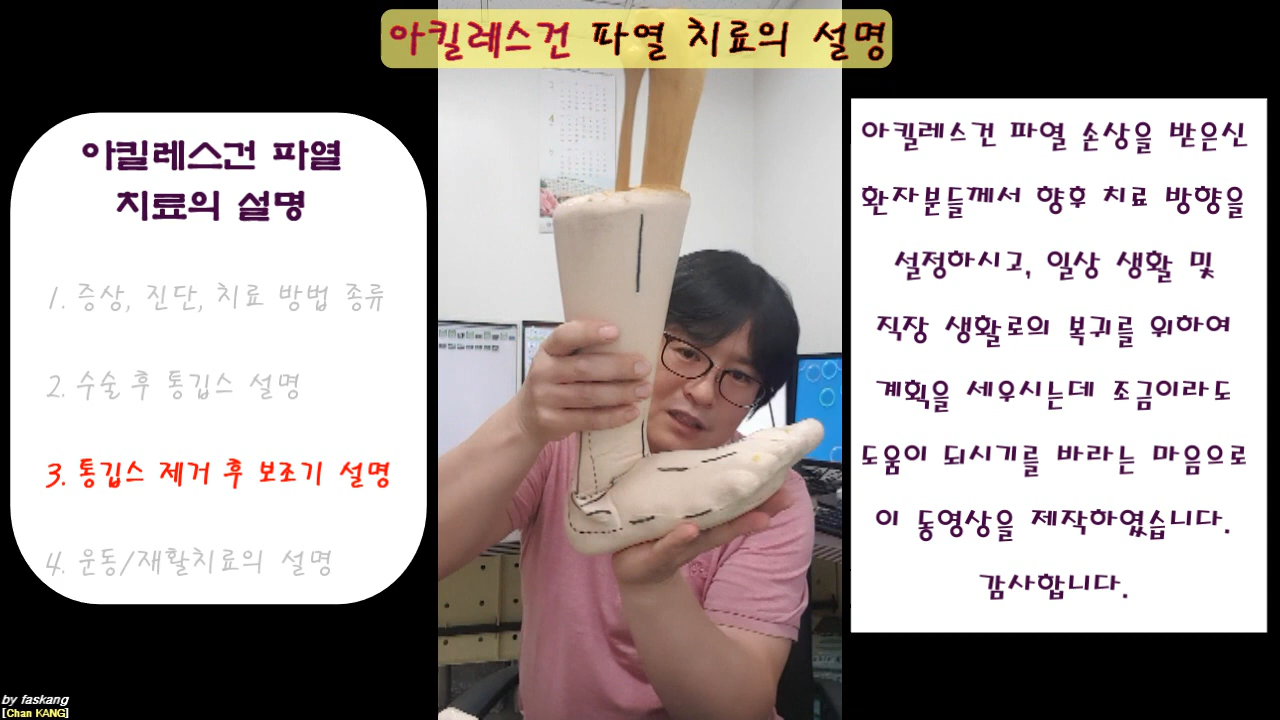 아킬레스건 파열 치료의 설명
아킬레스건 파열
치료의 설명
1. 증상, 진단, 치료 방법 종류
2. 수술 후 통깁스 설명
3. 통깁스 제거 후 보조기 설명
4. 운동/재활치료의 설명
아킬레스건 파열 손상을 받은신
환자분들께서 향후 치료 방향을
설정하시고, 일상 생활 및
직장 생활로의 복귀를 위하여
계획을 세우시는데 조금이라도
도움이 되시기를 바라는 마음으로
이 동영상을 제작하였습니다.
감사합니다.
by faskang
[Chan KANG]